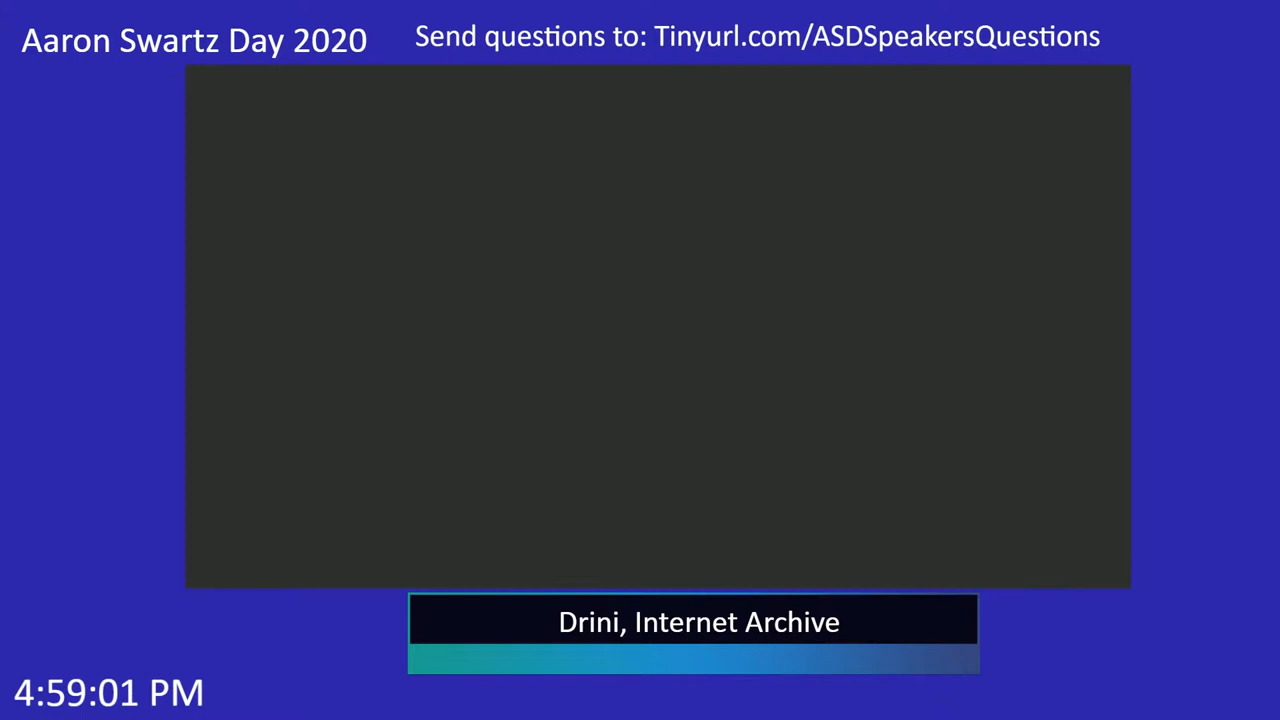 Aaron Swartz Day 2020
Send questions to: Tinyurl.com/ASDSpeakersQuestions
Drini, Internet Archive
4:59:01 PM